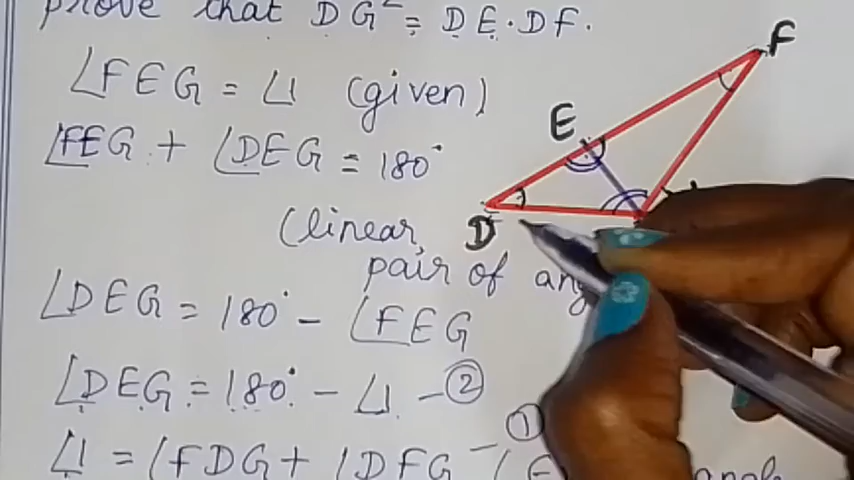 prove that DG² = DE·DF.
∠FEG = ∠1 (given)
∠FEG + ∠DEG = 180°
(linear
pair of
∠DEG = 180° - ∠FEG
∠DEG = 180° - ∠1 - ②
∠1 = ∠FDG + ∠DFG - ①
F
E
D